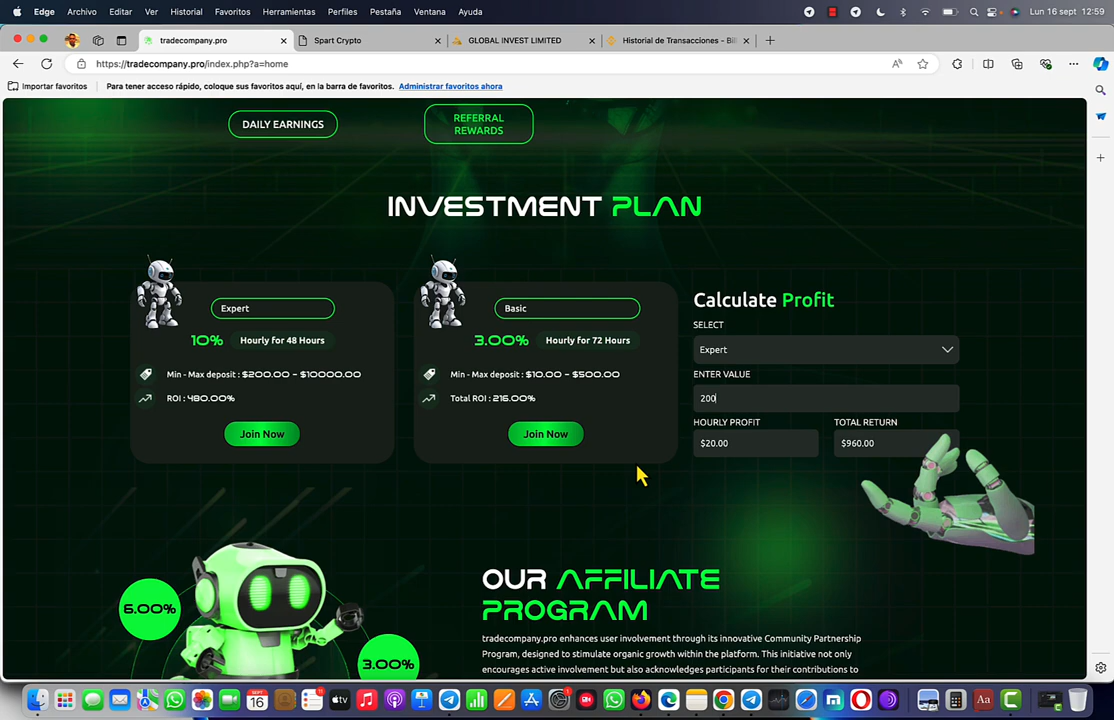 Edge Archivo Editar Ver Historial Favoritos Herramientas Perfiles Pestaña Ventana Ayuda Lun 16 sept 12:59
tradecompany.pro Spart Crypto GLOBAL INVEST LIMITED Historial de Transacciones - Bil
https://tradecompany.pro/index.php?a=home
Importar favoritos Para tener acceso rápido, coloque sus favoritos aquí, en la barra de favoritos. Administrar favoritos ahora
DAILY EARNINGS
REFERRAL
REWARDS
INVESTMENT PLAN
Expert
10% Hourly for 48 Hours
Min - Max deposit : $200.00 - $10000.00
ROI : 480.00%
Join Now
Basic
3.00% Hourly for 72 Hours
Min - Max deposit : $10.00 - $500.00
Total ROI : 216.00%
Join Now
Calculate Profit
SELECT
Expert
ENTER VALUE
200
HOURLY PROFIT TOTAL RETURN
$20.00 $960.00
6.00%
3.00%
OUR AFFILIATE
PROGRAM
tradecompany.pro enhances user involvement through its innovative Community Partnership
Program, designed to stimulate organic growth within the platform. This initiative not only
encourages active involvement but also acknowledges participants for their contributions to
SEPT
16
tv
Aa